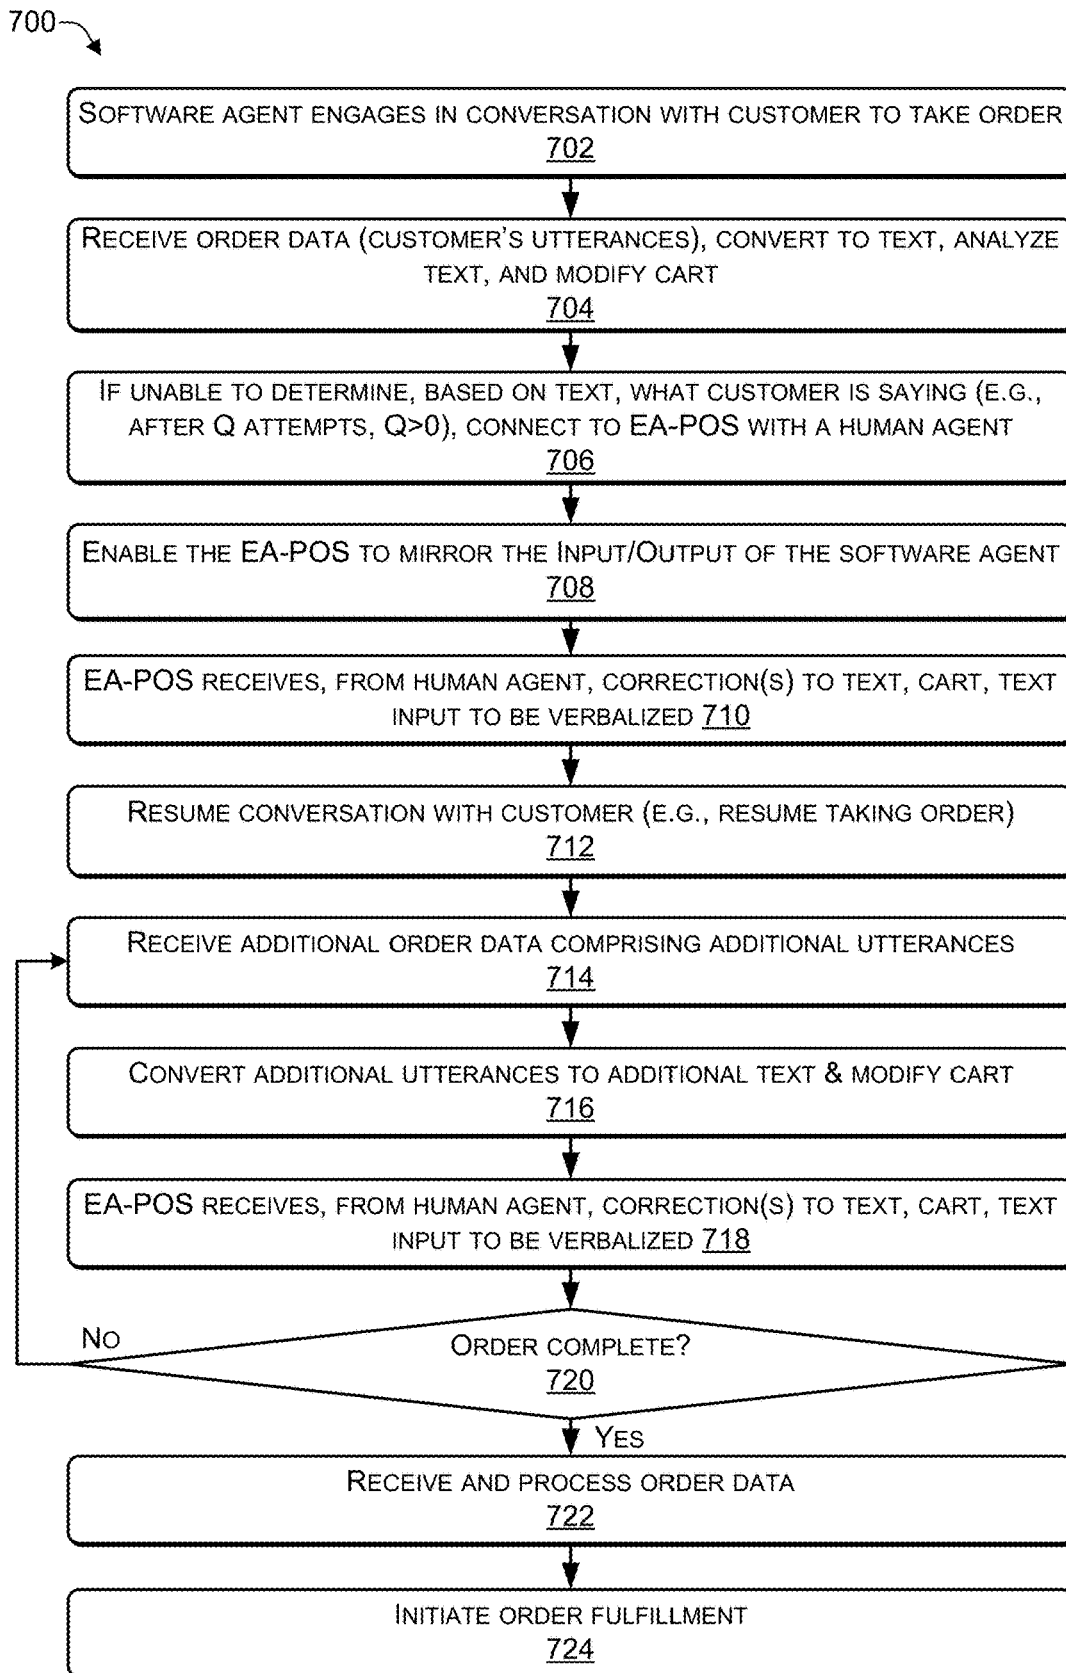 700
SOFTWARE AGENT ENGAGES IN CONVERSATION WITH CUSTOMER TO TAKE ORDER
702
RECEIVE ORDER DATA (CUSTOMER'S UTTERANCES), CONVERT TO TEXT, ANALYZE
TEXT, AND MODIFY CART
704
IF UNABLE TO DETERMINE, BASED ON TEXT, WHAT CUSTOMER IS SAYING (E.G.,
AFTER Q ATTEMPTS, Q>0), CONNECT TO EA-POS WITH A HUMAN AGENT
706
ENABLE THE EA-POS TO MIRROR THE INPUT/OUTPUT OF THE SOFTWARE AGENT
708
EA-POS RECEIVES, FROM HUMAN AGENT, CORRECTION(S) TO TEXT, CART, TEXT
INPUT TO BE VERBALIZED 710
RESUME CONVERSATION WITH CUSTOMER (E.G., RESUME TAKING ORDER)
712
RECEIVE ADDITIONAL ORDER DATA COMPRISING ADDITIONAL UTTERANCES
714
CONVERT ADDITIONAL UTTERANCES TO ADDITIONAL TEXT & MODIFY CART
716
EA-POS RECEIVES, FROM HUMAN AGENT, CORRECTION(S) TO TEXT, CART, TEXT
INPUT TO BE VERBALIZED 718
NO
ORDER COMPLETE?
720
YES
RECEIVE AND PROCESS ORDER DATA
722
INITIATE ORDER FULFILLMENT
724